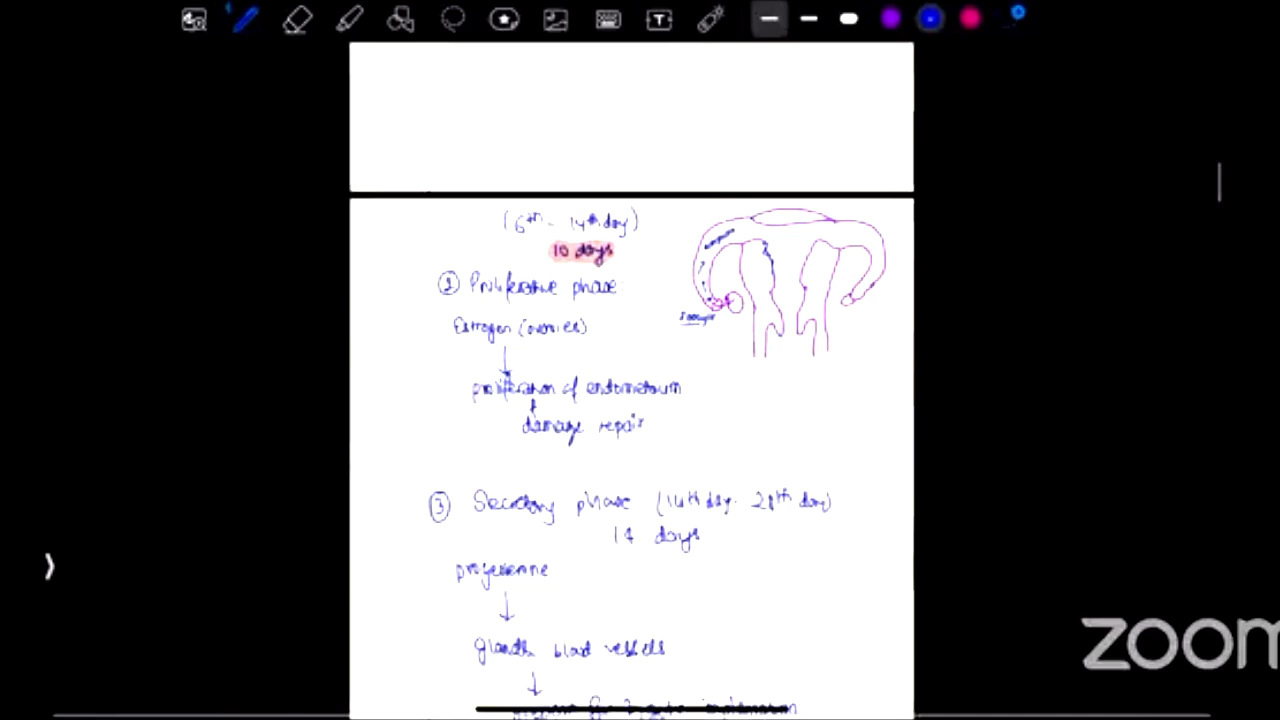 (6th - 14th day)
10 days
② Proliferative phase
Estrogen (ovaries)
proliferation of endometrium
damage repair
③ Secretory phase (14th day - 28th day)
14 days
progesterone
glands blood vessels
zoom